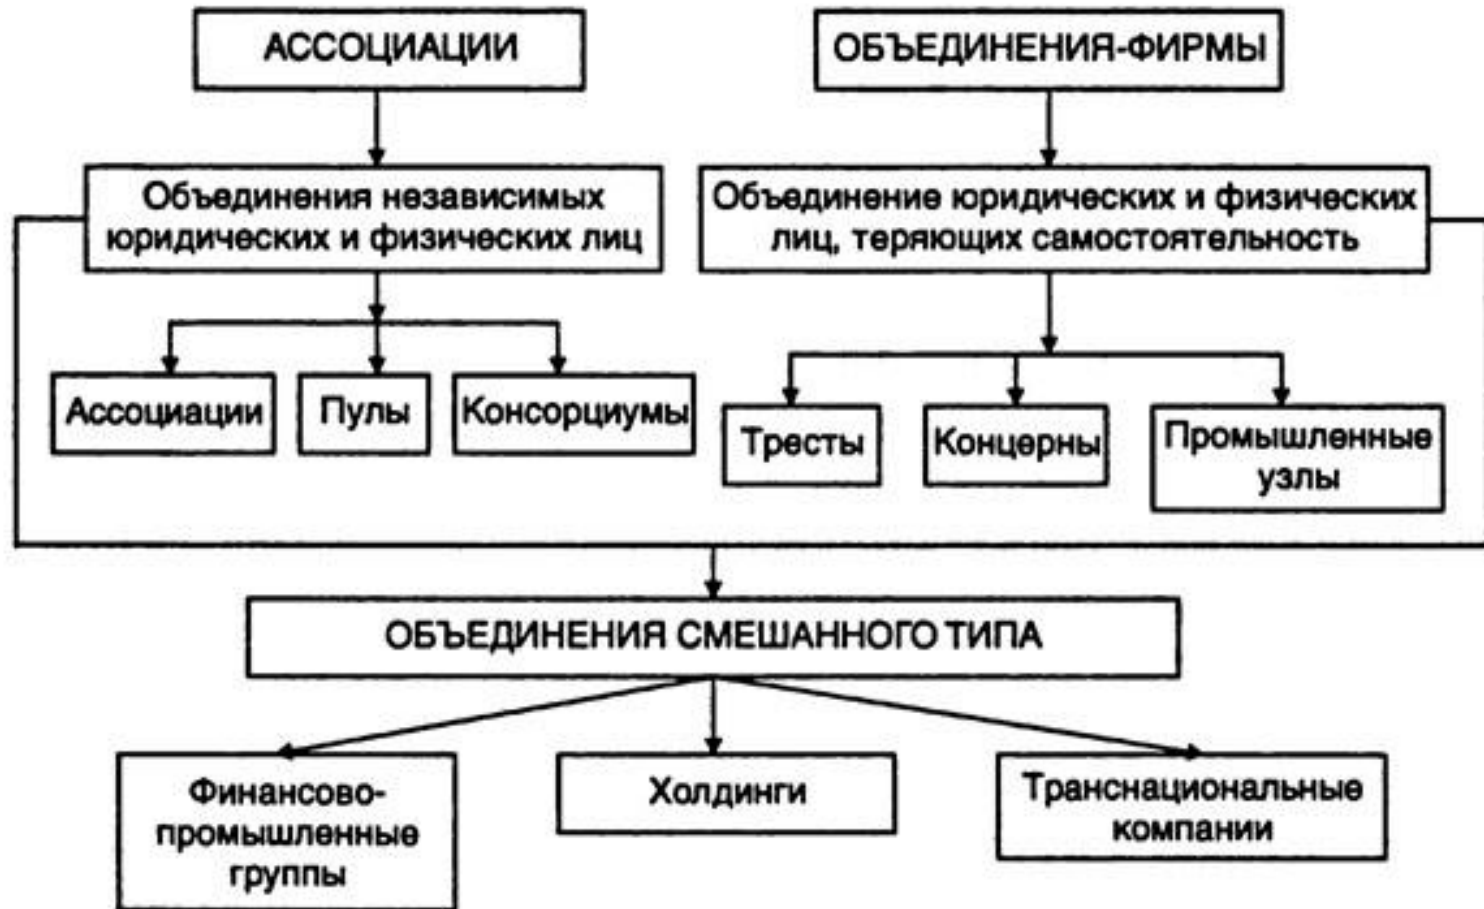 АССОЦИАЦИИ
ОБЪЕДИНЕНИЯ-ФИРМЫ
Объединения независимых
юридических и физических лиц
Объединение юридических и физических
лиц, теряющих самостоятельность
Ассоциации
Пулы
Консорциумы
Тресты
Концерны
Промышленные
узлы
ОБЪЕДИНЕНИЯ СМЕШАННОГО ТИПА
Финансово-
промышленные
группы
Холдинги
Транснациональные
компании